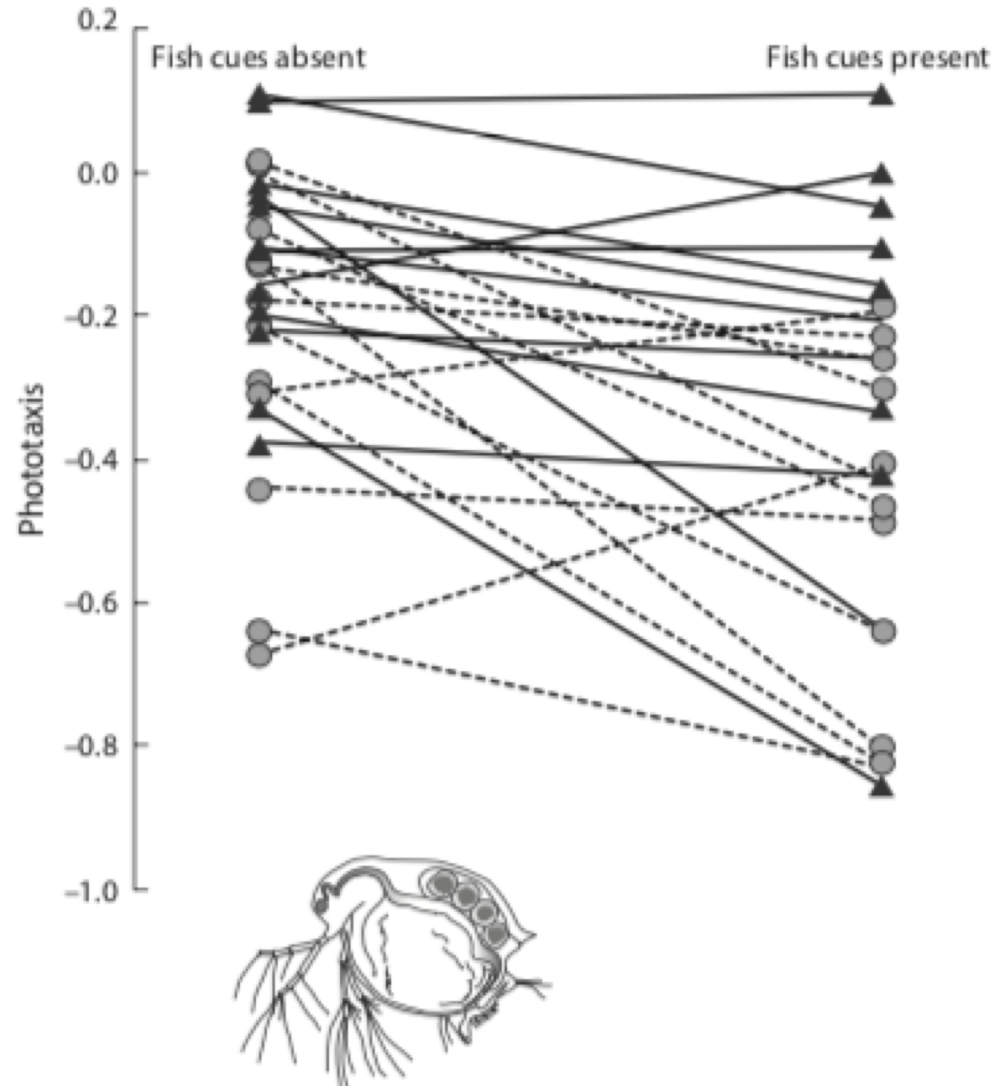 0.2
Fish cues absent
Fish cues present
0.0
–0.2
Phototaxis
–0.4
–0.6
–0.8
–1.0